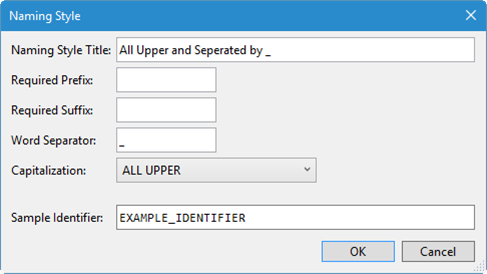 Naming Style
Naming Style Title: All Upper and Seperated by _
Required Prefix:
Required Suffix:
Word Separator: _
Capitalization: ALL UPPER
Sample Identifier: EXAMPLE_IDENTIFIER
OK Cancel